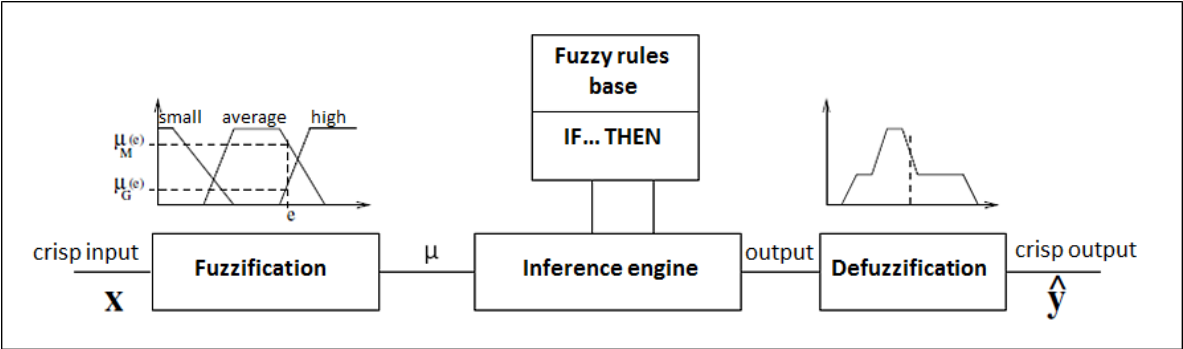 Fuzzy rules
base
IF... THEN
small average high
μM(e)
μG(e)
e
crisp input
x
Fuzzification
μ
Inference engine
output
Defuzzification
crisp output
ŷ